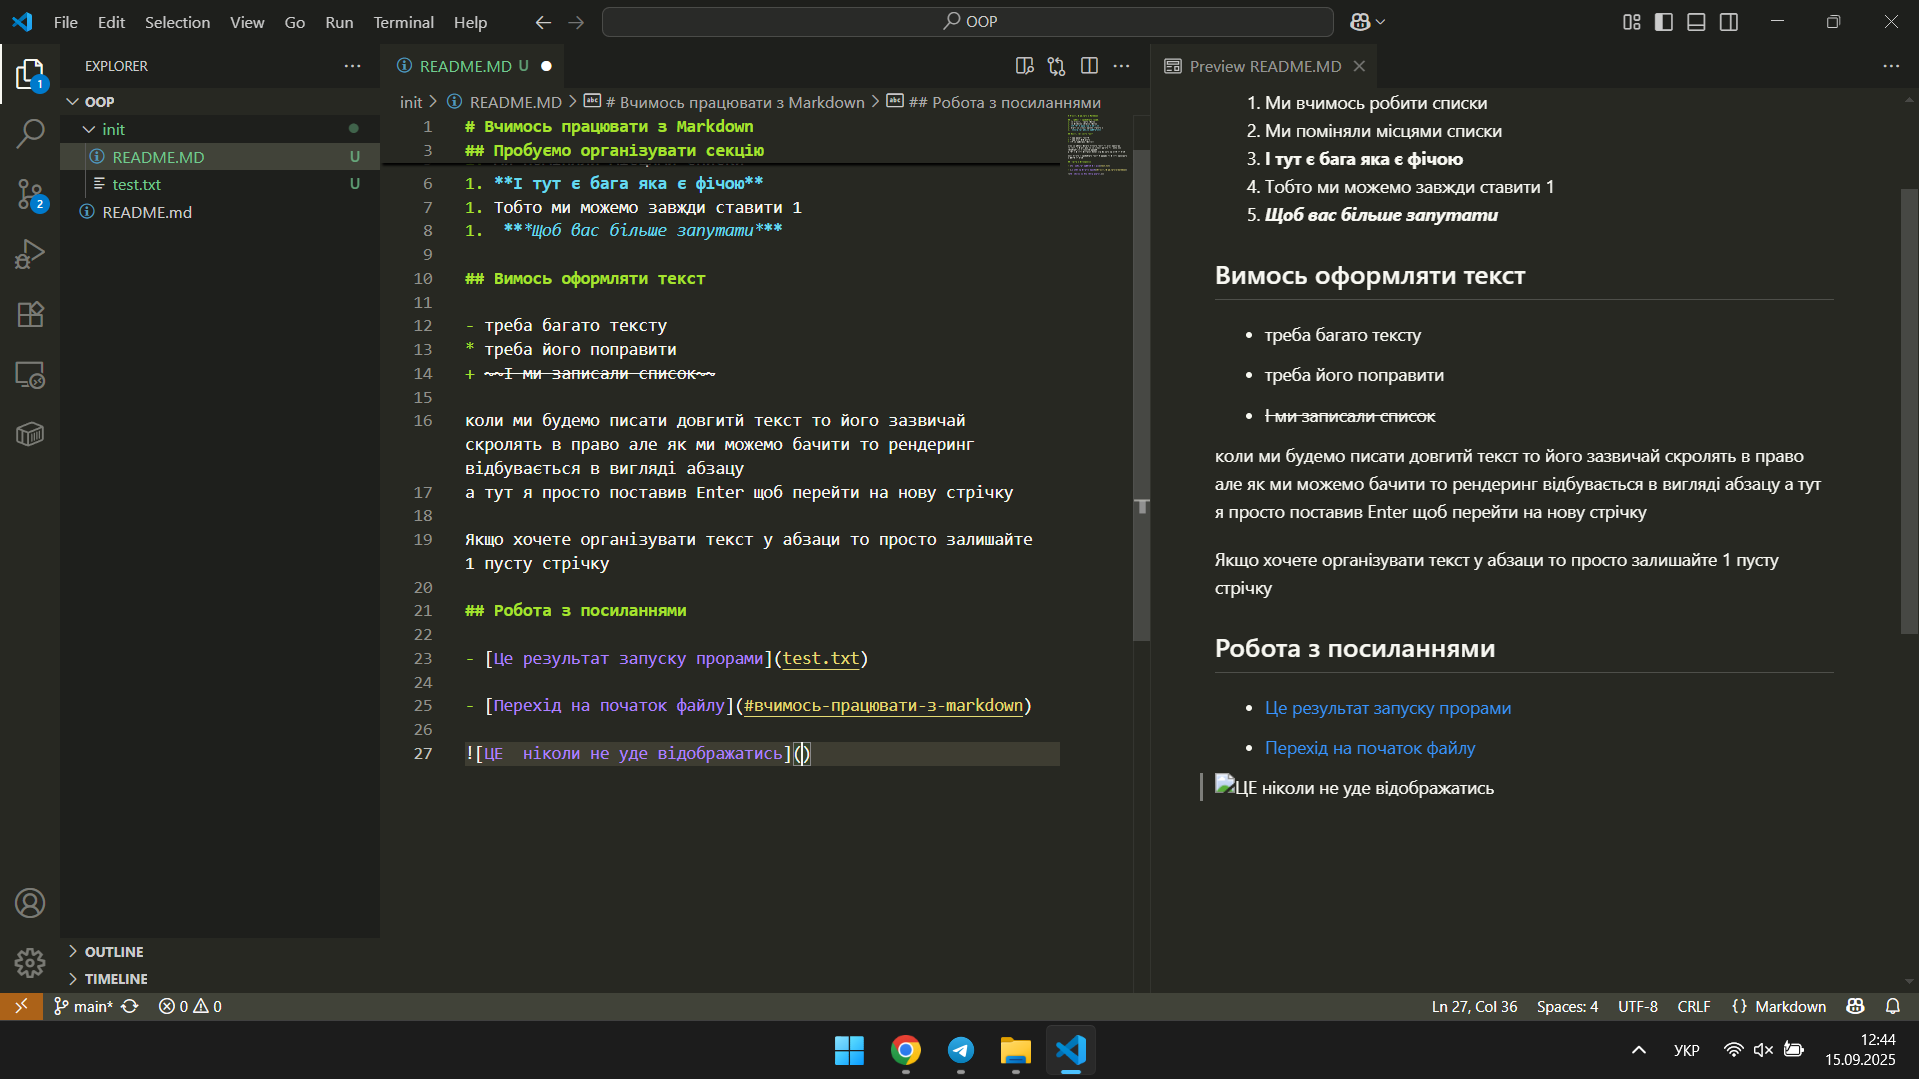 File Edit Selection View Go Run Terminal Help
OOP
EXPLORER
OOP
init
README.MD U
test.txt U
README.md
OUTLINE
TIMELINE
README.MD U
init > README.MD > # Вчимось працювати з Markdown > ## Робота з посиланнями
1 # Вчимось працювати з Markdown
3 ## Пробуємо організувати секцію
6 1. **І тут є бага яка є фічою**
7 1. Тобто ми можемо завжди ставити 1
8 1.  ***Щоб вас більше запутати***
9
10 ## Вимось оформляти текст
11
12 - треба багато тексту
13 * треба його поправити
14 + ~~І ми записали список~~
15
16 коли ми будемо писати довгитй текст то його зазвичай
скролять в право але як ми можемо бачити то рендеринг
відбувається в вигляді абзацу
17 а тут я просто поставив Enter щоб перейти на нову стрічку
18
19 Якщо хочете організувати текст у абзаци то просто залишайте
1 пусту стрічку
20
21 ## Робота з посиланнями
22
23 - [Це результат запуску прорами](test.txt)
24
25 - [Перехід на початок файлу](#вчимось-працювати-з-markdown)
26
27 ![ЦЕ  ніколи не уде відображатись]()
Preview README.MD
1. Ми вчимось робити списки
2. Ми поміняли місцями списки
3. І тут є бага яка є фічою
4. Тобто ми можемо завжди ставити 1
5. Щоб вас більше запутати
Вимось оформляти текст
• треба багато тексту
• треба його поправити
• І ми записали список
коли ми будемо писати довгитй текст то його зазвичай скролять в право
але як ми можемо бачити то рендеринг відбувається в вигляді абзацу а тут
я просто поставив Enter щоб перейти на нову стрічку
Якщо хочете організувати текст у абзаци то просто залишайте 1 пусту
стрічку
Робота з посиланнями
• Це результат запуску прорами
• Перехід на початок файлу
ЦЕ ніколи не уде відображатись
1
2
main* 0 0
Ln 27, Col 36 Spaces: 4 UTF-8 CRLF {} Markdown
УКР
12:44
15.09.2025